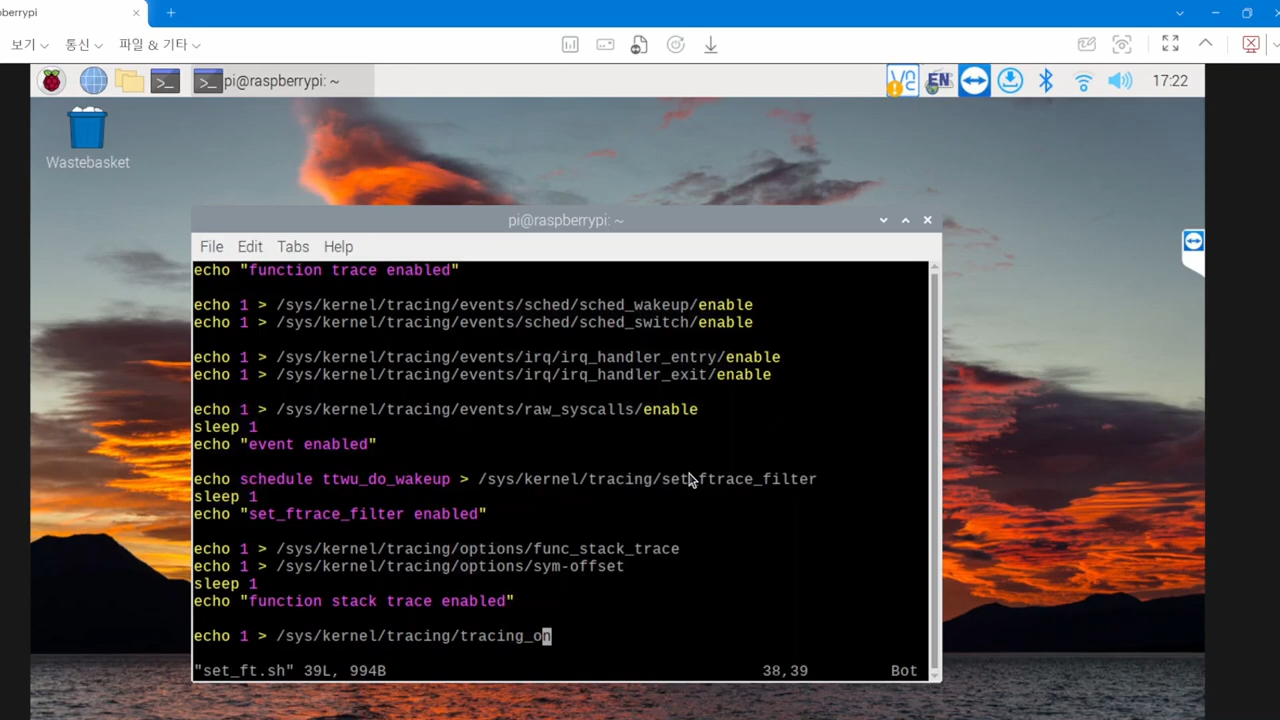 berrypi
보기 통신 파일 & 기타
pi@raspberrypi: ~
EN
17:22
Wastebasket
pi@raspberrypi: ~
File Edit Tabs Help
echo "function trace enabled"
echo 1 > /sys/kernel/tracing/events/sched/sched_wakeup/enable
echo 1 > /sys/kernel/tracing/events/sched/sched_switch/enable
echo 1 > /sys/kernel/tracing/events/irq/irq_handler_entry/enable
echo 1 > /sys/kernel/tracing/events/irq/irq_handler_exit/enable
echo 1 > /sys/kernel/tracing/events/raw_syscalls/enable
sleep 1
echo "event enabled"
echo schedule ttwu_do_wakeup > /sys/kernel/tracing/set_ftrace_filter
sleep 1
echo "set_ftrace_filter enabled"
echo 1 > /sys/kernel/tracing/options/func_stack_trace
echo 1 > /sys/kernel/tracing/options/sym-offset
sleep 1
echo "function stack trace enabled"
echo 1 > /sys/kernel/tracing/tracing_on
"set_ft.sh" 39L, 994B 38,39 Bot